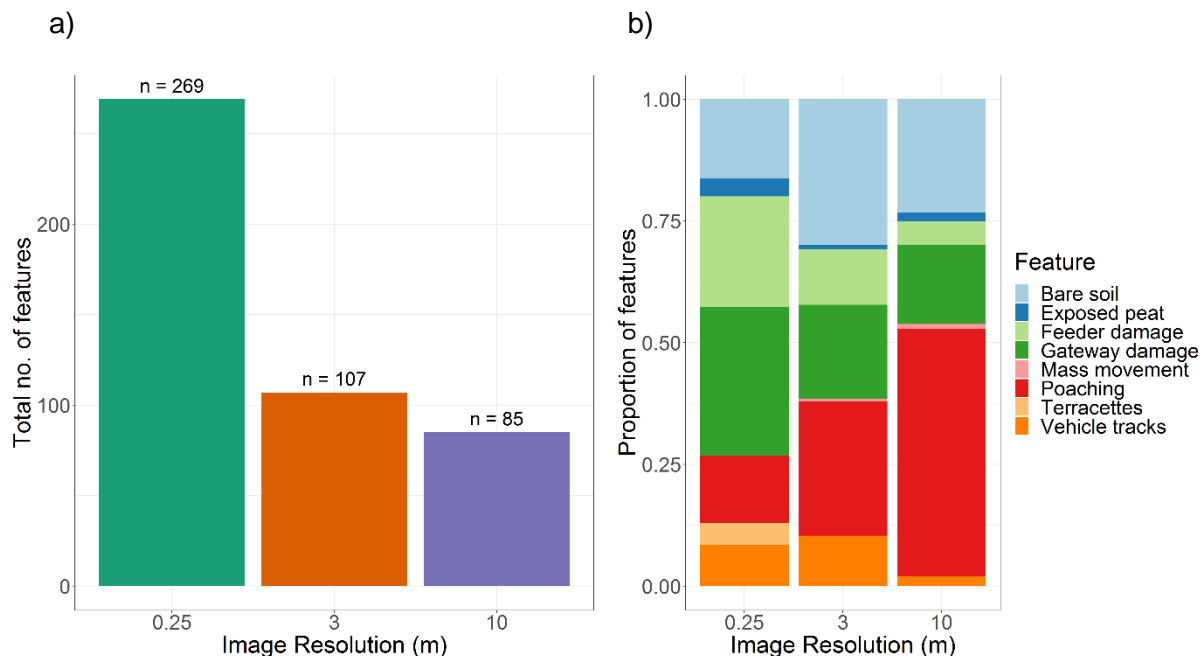 a)
n = 269
n = 107
n = 85
200
100
0
0.25
3
10
Total no. of features
Image Resolution (m)
b)
1.00
0.75
0.50
0.25
0.00
0.25
3
10
Proportion of features
Image Resolution (m)
Feature
Bare soil
Exposed peat
Feeder damage
Gateway damage
Mass movement
Poaching
Terracettes
Vehicle tracks